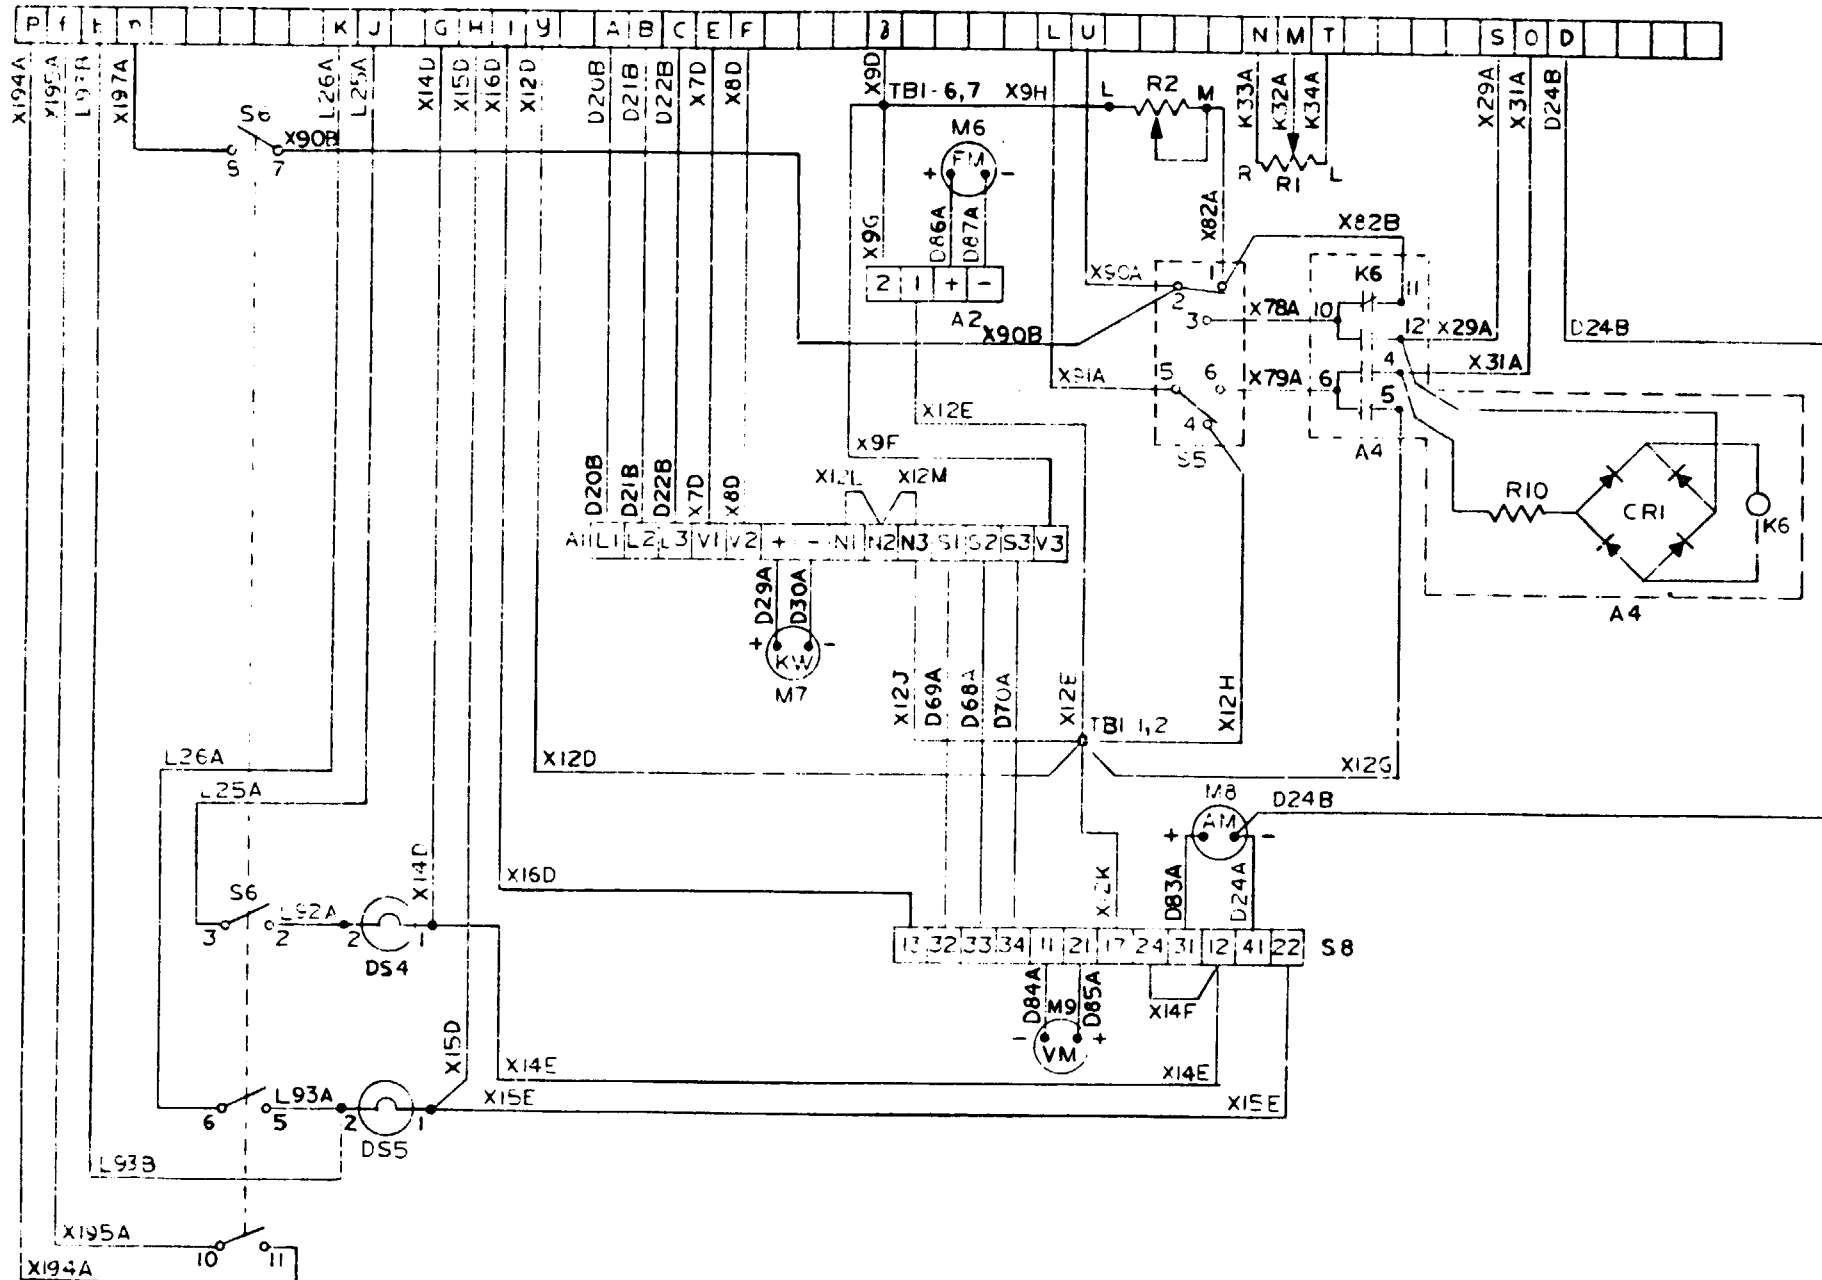 P f n K J G H I y A B C E F L U N M T S O D
X194A
X195A
L93B
X197A
L26A
L25A
X14D
X15D
X16D
X12D
D20B
D21B
D22B
X7D
X8D
X9D
TB1-6,7
X9H
L
R2
M
K33A
K32A
K34A
R
R1
L
X29A
X31A
D24B
S6
8
7
X90B
M6
FM
+
-
X9G
D86A
D87A
2 1 + -
A2
X90B
X82A
X82B
X90A
1
2
3
X78A
10
K6
11
12
X29A
D24B
X91A
5
6
X79A
6
4
X31A
5
4
S5
A4
X12E
X9F
X12L
X12M
D20B
D21B
D22B
X7D
X8D
A11 L1 L2 L3 V1 V2 + - N1 N2 N3 S1 S2 S3 V3
R10
CR1
K6
A4
D29A
D30A
+
KW
-
M7
X12J
D69A
D68A
D70A
X12E
TB1 1,2
X12H
X12D
X12G
L26A
L25A
M8
AM
+
-
D24B
X14D
X16D
X12K
D83A
D24A
S6
3
2
L92A
2
1
DS4
13 32 33 34 11 21 17 24 31 12 41 22 S8
D84A
M9
D85A
-
VM
+
X14F
X15D
X14E
X14E
6
5
L93A
2
1
DS5
X15E
X15E
L93B
X195A
10
11
X194A